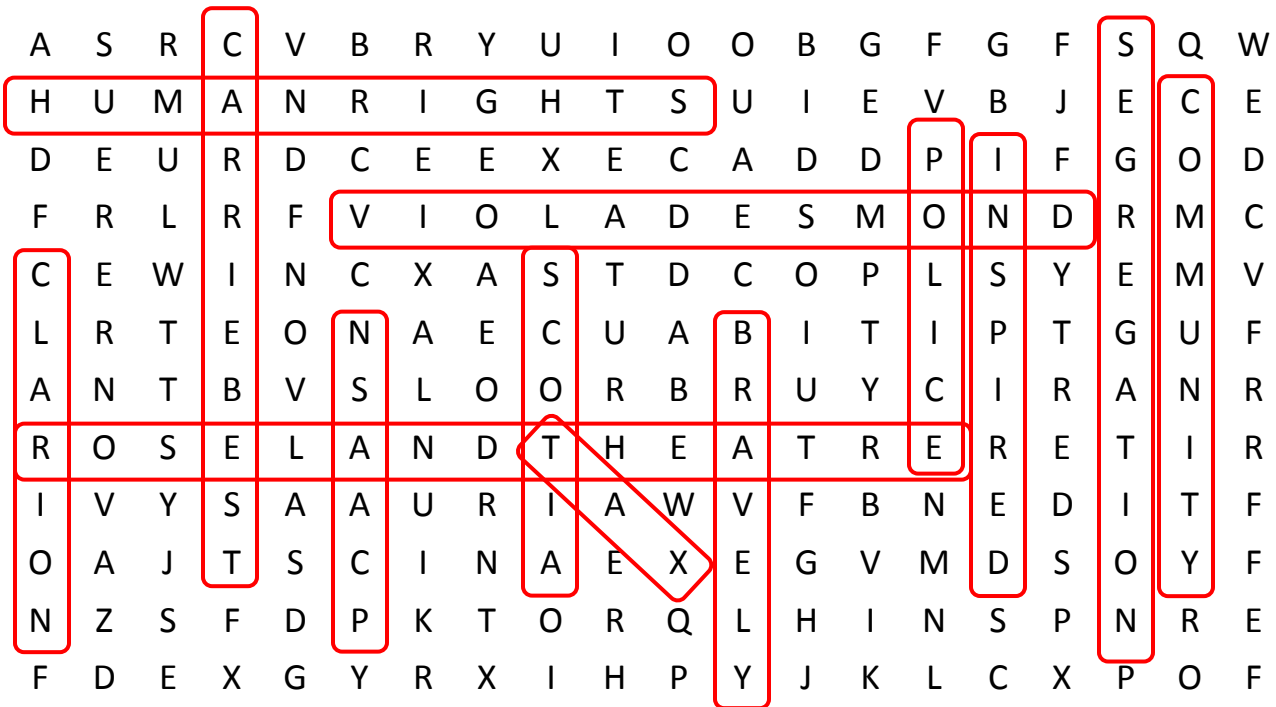 A S R C V B R Y U I O O B G F G F S Q W
H U M A N R I G H T S U I E V B J E C E
D E U R D C E E X E C A D D P I F G O D
F R L R F V I O L A D E S M O N D R M C
C E W I N C X A S T D C O P L S Y E M V
L R T E O N A E C U A B I T I P T G U F
A N T B V S L O O R B R U Y C I R A N R
R O S E L A N D T H E A T R E R E T I R
I V Y S A A U R I A W V F B N E D I T F
O A J T S C I N A E X E G V M D S O Y F
N Z S F D P K T O R Q L H I N S P N R E
F D E X G Y R X I H P Y J K L C X P O F